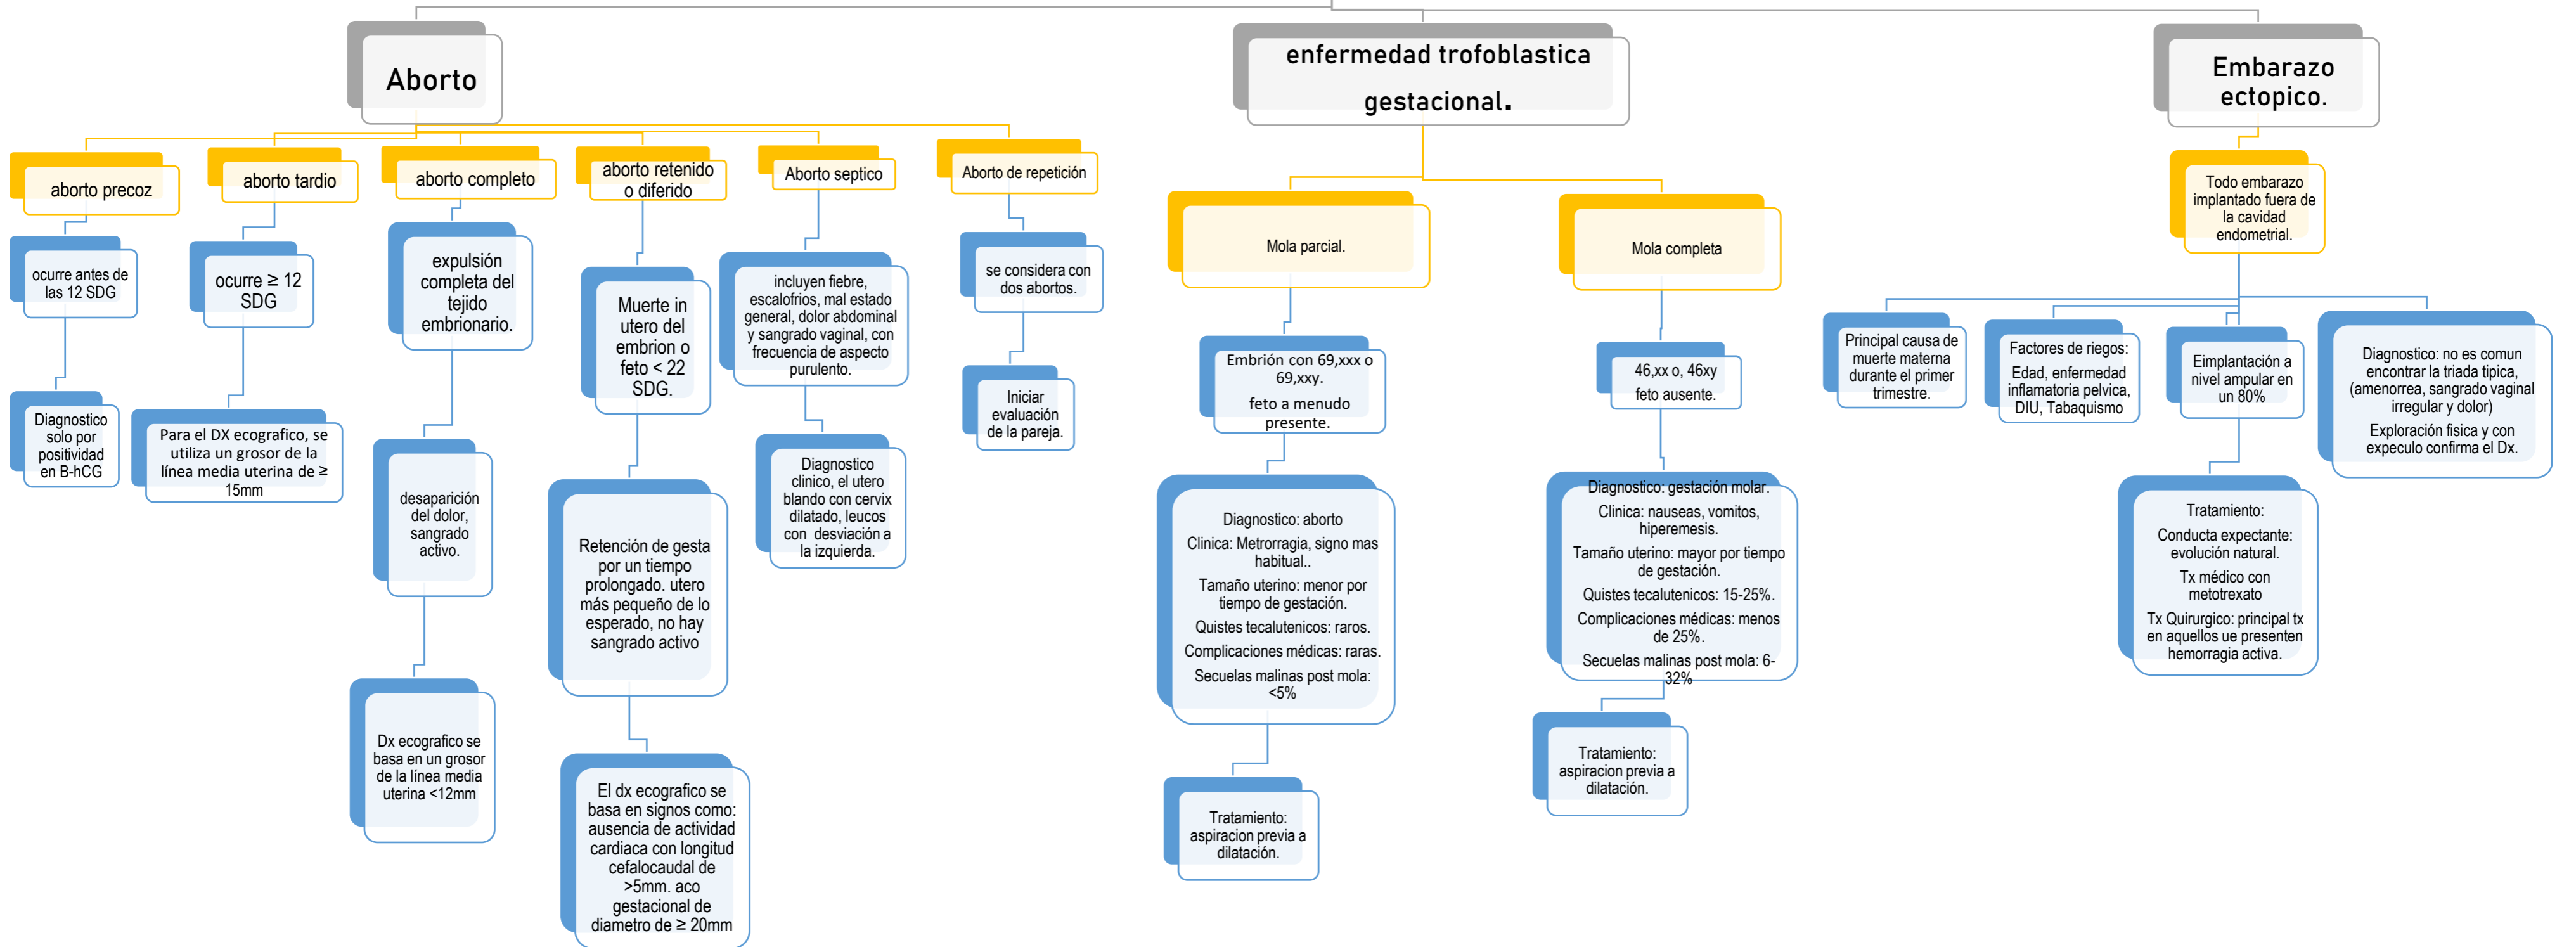 Aborto
aborto precoz
ocurre antes de
las 12 SDG
Diagnostico
solo por
positividad
en B-hCG
aborto tardio
ocurre ≥ 12
SDG
Para el DX ecografico, se
utiliza un grosor de la
línea media uterina de ≥
15mm
aborto completo
expulsión
completa del
tejido
embrionario.
desaparición
del dolor,
sangrado
activo.
Dx ecografico se
basa en un grosor
de la línea media
uterina <12mm
aborto retenido
o diferido
Muerte in
utero del
embrion o
feto < 22
SDG.
Retención de gesta
por un tiempo
prolongado. utero
más pequeño de lo
esperado, no hay
sangrado activo
El dx ecografico se
basa en signos como:
ausencia de actividad
cardiaca con longitud
cefalocaudal de
>5mm. aco
gestacional de
diametro de ≥ 20mm
Aborto septico
incluyen fiebre,
escalofrios, mal estado
general, dolor abdominal
y sangrado vaginal, con
frecuencia de aspecto
purulento.
Diagnostico
clinico, el utero
blando con cervix
dilatado, leucos
con desviación a
la izquierda.
Aborto de repetición
se considera con
dos abortos.
Iniciar
evaluación
de la pareja.
enfermedad trofoblastica
gestacional.
Mola parcial.
Embrión con 69,xxx o
69,xxy.
feto a menudo
presente.
Diagnostico: aborto
Clinica: Metrorragia, signo mas
habitual..
Tamaño uterino: menor por
tiempo de gestación.
Quistes tecalutenicos: raros.
Complicaciones médicas: raras.
Secuelas malinas post mola:
<5%
Tratamiento:
aspiracion previa a
dilatación.
Mola completa
46,xx o, 46xy
feto ausente.
Diagnostico: gestación molar.
Clinica: nauseas, vomitos,
hiperemesis.
Tamaño uterino: mayor por tiempo
de gestación.
Quistes tecalutenicos: 15-25%.
Complicaciones médicas: menos
de 25%.
Secuelas malinas post mola: 6-
32%
Tratamiento:
aspiracion previa a
dilatación.
Embarazo
ectopico.
Todo embarazo
implantado fuera de
la cavidad
endometrial.
Principal causa de
muerte materna
durante el primer
trimestre.
Factores de riegos:
Edad, enfermedad
inflamatoria pelvica,
DIU, Tabaquismo
Eimplantación a
nivel ampular en
un 80%
Tratamiento:
Conducta expectante:
evolución natural.
Tx médico con
metotrexato
Tx Quirurgico: principal tx
en aquellos ue presenten
hemorragia activa.
Diagnostico: no es comun
encontrar la triada tipica,
(amenorrea, sangrado vaginal
irregular y dolor)
Exploración fisica y con
expeculo confirma el Dx.